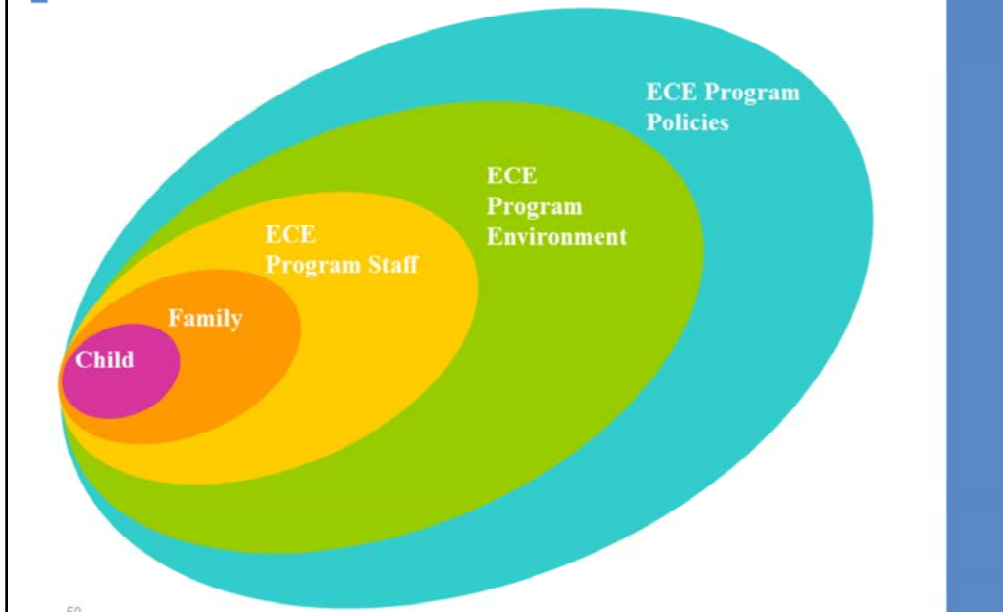 ECE Program
Policies
ECE
Program
Environment
ECE
Program Staff
Family
Child